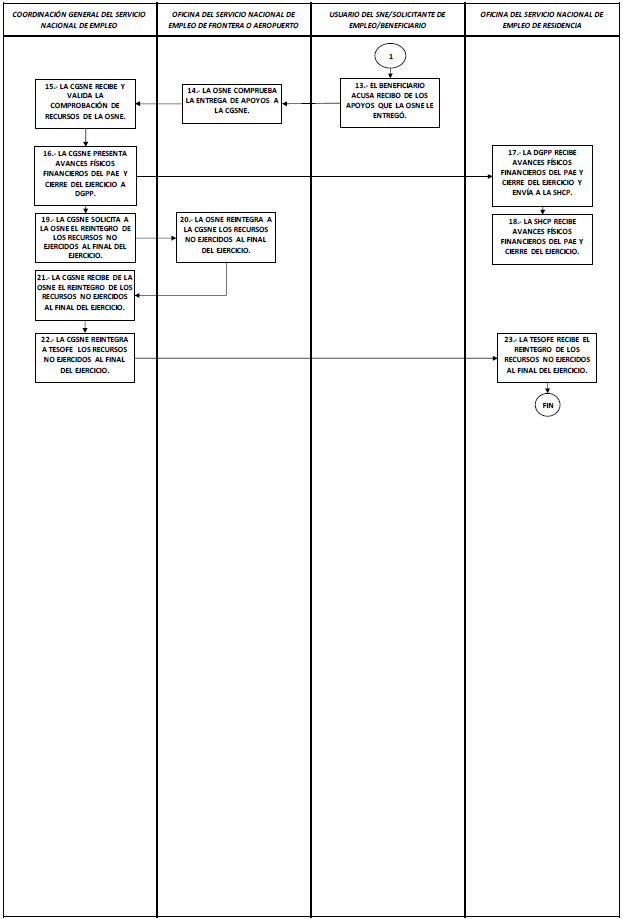 COORDINACIÓN GENERAL DEL SERVICIO
NACIONAL DE EMPLEO
OFICINA DEL SERVICIO NACIONAL DE
EMPLEO DE FRONTERA O AEROPUERTO
USUARIO DEL SNE/SOLICITANTE DE
EMPLEO/BENEFICIARIO
OFICINA DEL SERVICIO NACIONAL DE
EMPLEO DE RESIDENCIA
1
13.- EL BENEFICIARIO
ACUSA RECIBO DE LOS
APOYOS QUE LA OSNE LE
ENTREGÓ.
14.- LA OSNE COMPRUEBA
LA ENTREGA DE APOYOS A
LA CGSNE.
15.- LA CGSNE RECIBE Y
VALIDA LA
COMPROBACIÓN DE
RECURSOS DE LA OSNE.
16.- LA CGSNE PRESENTA
AVANCES FÍSICOS
FINANCIEROS DEL PAE Y
CIERRE DEL EJERCICIO A
DGPP.
17.- LA DGPP RECIBE
AVANCES FÍSICOS
FINANCIEROS DEL PAE Y
CIERRE DEL EJERCICIO Y
ENVÍA A LA SHCP.
18.- LA SHCP RECIBE
AVANCES FÍSICOS
FINANCIEROS DEL PAE Y
CIERRE DEL EJERCICIO.
19.- LA CGSNE SOLICITA A
LA OSNE EL REINTEGRO DE
LOS RECURSOS NO
EJERCIDOS AL FINAL DEL
EJERCICIO.
20.- LA OSNE REINTEGRA A
LA CGSNE LOS RECURSOS
NO EJERCIDOS AL FINAL
DEL EJERCICIO.
21.- LA CGSNE RECIBE DE LA
OSNE EL REINTEGRO DE LOS
RECURSOS NO EJERCIDOS
AL FINAL DEL EJERCICIO.
22.- LA CGSNE REINTEGRA
A TESOFE LOS RECURSOS
NO EJERCIDOS AL FINAL
DEL EJERCICIO.
23.- LA TESOFE RECIBE EL
REINTEGRO DE LOS
RECURSOS NO EJERCIDOS
AL FINAL DEL EJERCICIO.
FIN